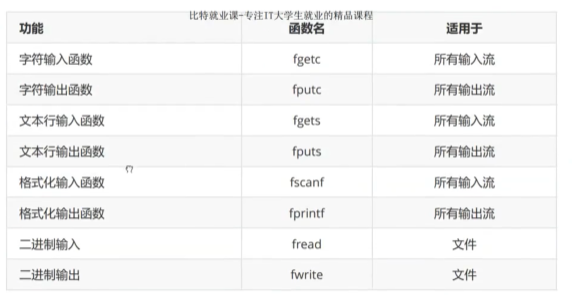 比特就业课-专注IT大学生就业的精品课程
功能 函数名 适用于
字符输入函数 fgetc 所有输入流
字符输出函数 fputc 所有输出流
文本行输入函数 fgets 所有输入流
文本行输出函数 fputs 所有输出流
格式化输入函数 fscanf 所有输入流
格式化输出函数 fprintf 所有输出流
二进制输入 fread 文件
二进制输出 fwrite 文件